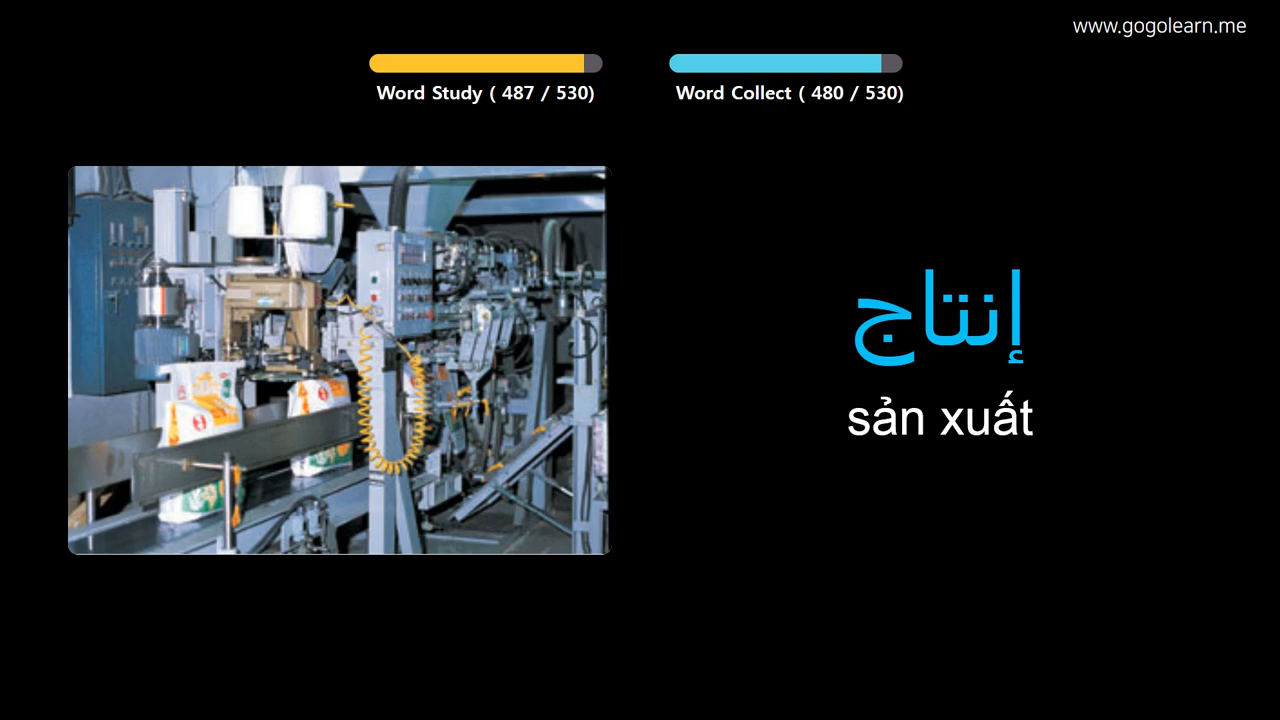 www.gogolearn.me
Word Study ( 487 / 530)
Word Collect ( 480 / 530)
إنتاج
sản xuất